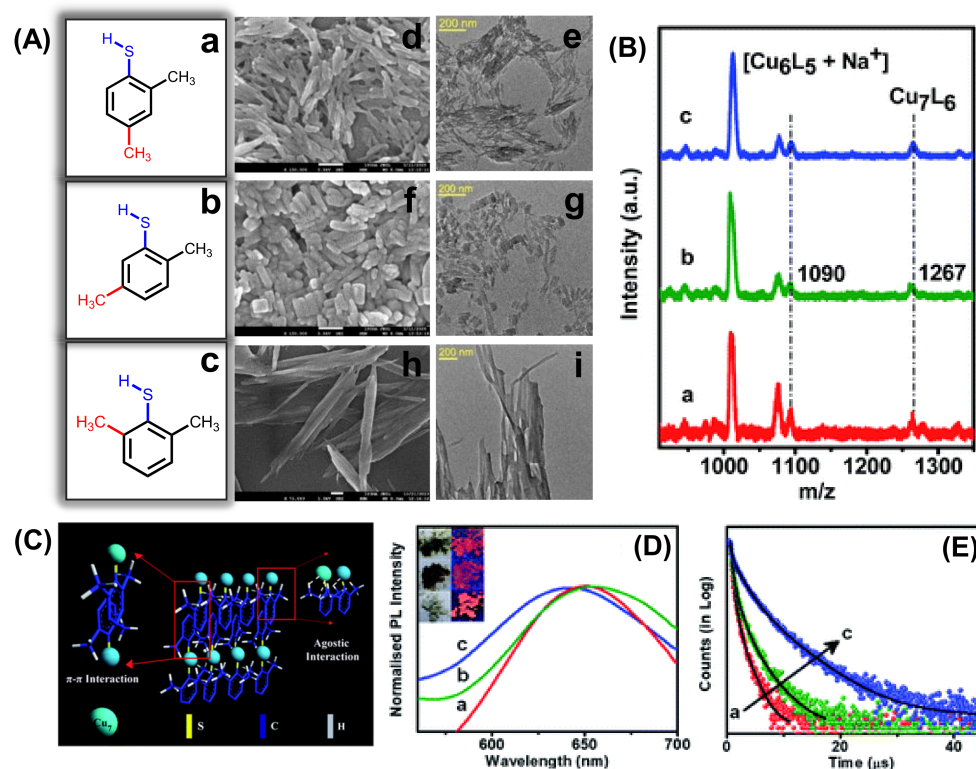 (A)
a
H
S
CH₃
CH₃
b
H
S
CH₃
H₃C
c
H
S
H₃C
CH₃
d
e
200 nm
f
g
200 nm
h
i
200 nm
(B)
[Cu₆L₅ + Na⁺]
Cu₇L₆
c
b
1090
1267
a
Intensity (a.u.)
1000 1100 1200 1300
m/z
(C)
π-π Interaction
Agostic
Interaction
Cu₇
S
C
H
(D)
Normalised PL Intensity
c
b
a
600 650 700
Wavelength (nm)
(E)
Counts (in Log)
c
a
0 20 40
Time (μs)